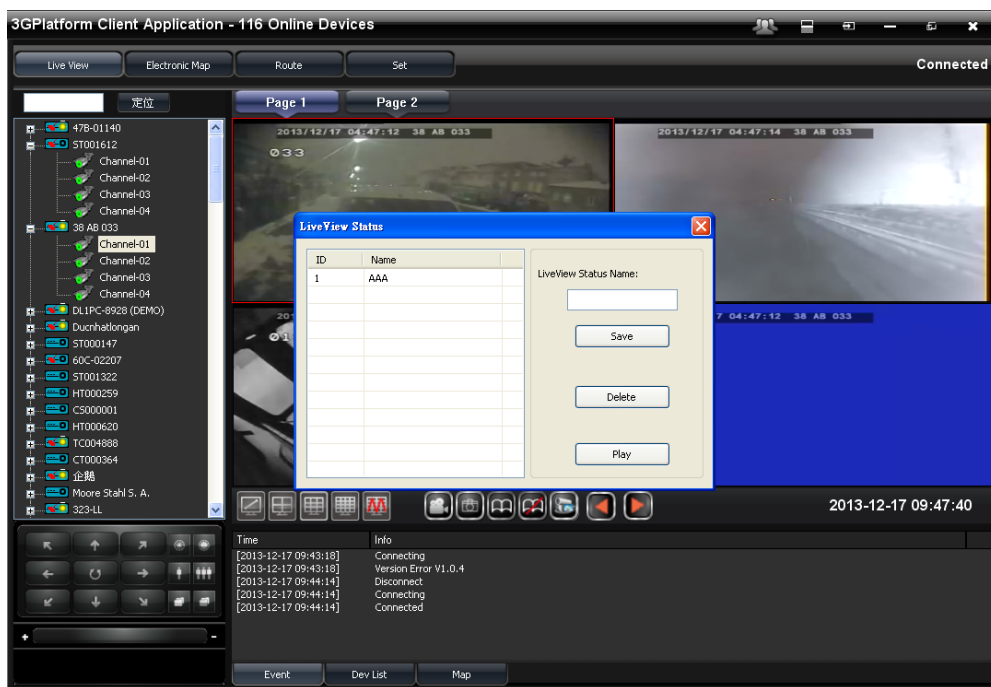 3GPlatform Client Application - 116 Online Devices
Live View
Electronic Map
Route
Set
Connected
定位
Page 1
Page 2
47B-01140
ST001612
Channel-01
Channel-02
Channel-03
Channel-04
38 AB 033
Channel-01
Channel-02
Channel-03
Channel-04
DL1PC-8928 (DEMO)
Ducnhatlongan
ST000147
60C-02207
ST001322
HT000259
CS000001
HT000620
TC004888
CT000364
企鵝
Moore Stahl S. A.
323-LL
2013/12/17 04:47:12 38 AB 033
033
2013/12/17 04:47:14 38 AB 033
201
01
7 04:47:12 38 AB 033
LiveView Status
ID Name
1 AAA
LiveView Status Name:
Save
Delete
Play
2013-12-17 09:47:40
Time Info
[2013-12-17 09:43:18] Connecting
[2013-12-17 09:43:18] Version Error V1.0.4
[2013-12-17 09:44:14] Disconnect
[2013-12-17 09:44:14] Connecting
[2013-12-17 09:44:14] Connected
+ -
Event
Dev List
Map